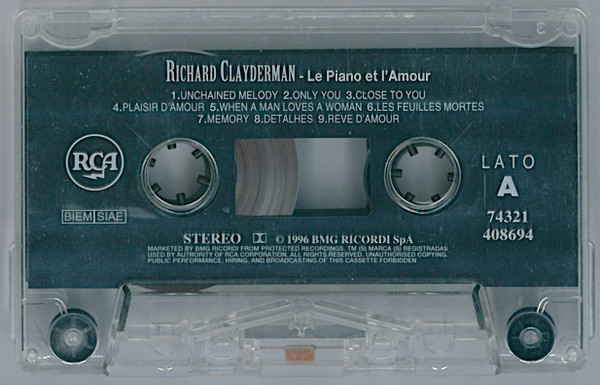 RICHARD CLAYDERMAN - Le Piano et l'Amour
1.UNCHAINED MELODY 2.ONLY YOU 3.CLOSE TO YOU
4.PLAISIR D'AMOUR 5.WHEN A MAN LOVES A WOMAN 6.LES FEUILLES MORTES
7.MEMORY 8.DETALHES 9.REVE D'AMOUR
RCA
LATO
A
BIEM SIAE
74321
408694
STEREO © 1996 BMG RICORDI SpA
MARKETED BY BMG RICORDI FROM PROTECTED RECORDINGS. TM (S) MARCA (S) REGISTRADAS
USED BY AUTHORITY OF RCA CORPORATION. ALL RIGHTS RESERVED. UNAUTHORISED COPYING.
PUBLIC PERFORMANCE, HIRING, AND BROADCASTING OF THIS CASSETTE FORBIDDEN